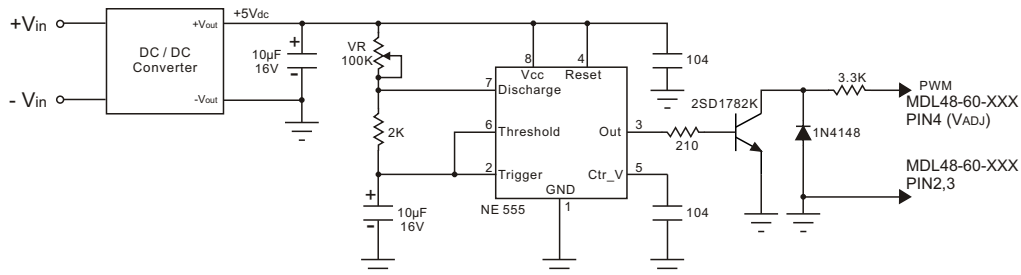 +Vin
- Vin
+Vout
DC / DC
Converter
-Vout
+5Vdc
+
10µF
16V
-
VR
100K
2K
+
10µF
16V
-
8
4
Vcc
Reset
7
Discharge
6
Threshold
2
Trigger
Out
3
Ctr_V
5
GND
1
NE 555
104
104
210
2SD1782K
1N4148
3.3K
PWM
MDL48-60-XXX
PIN4 (VADJ)
MDL48-60-XXX
PIN2,3